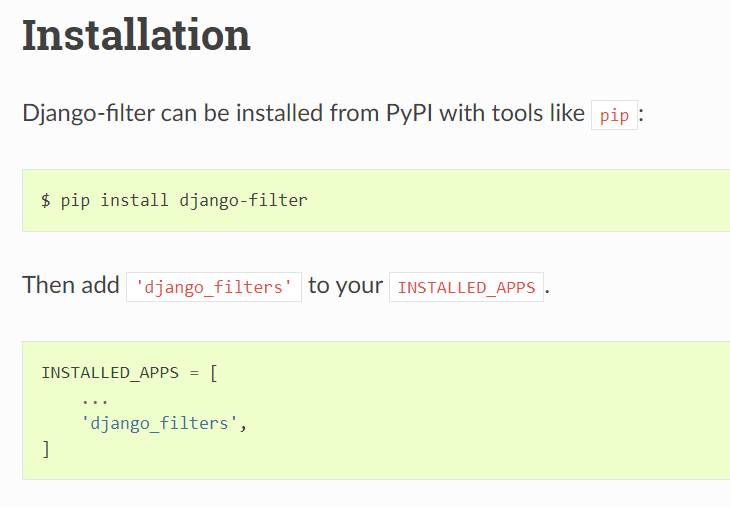 Installation
Django-filter can be installed from PyPI with tools like pip:
$ pip install django-filter
Then add 'django_filters' to your INSTALLED_APPS.
INSTALLED_APPS = [
    ...
    'django_filters',
]